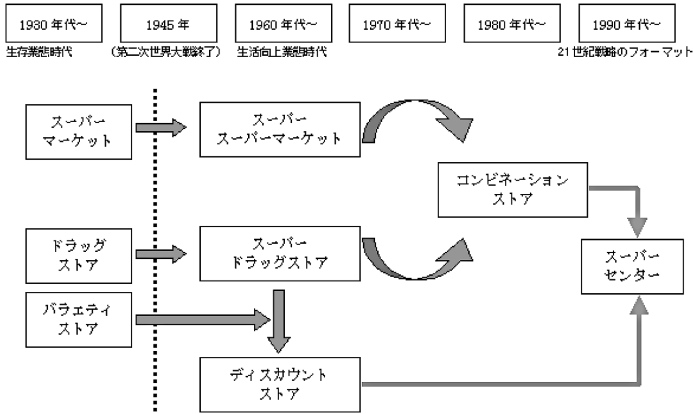 1930年代～
1945年
1960年代～
1970年代～
1980年代～
1990年代～
生存業態時代
（第二次世界大戦終了）
生活向上業態時代
21世紀戦略のフォーマット
スーパー
マーケット
スーパー
スーパーマーケット
コンビネーション
ストア
ドラッグ
ストア
スーパー
ドラッグストア
スーパー
センター
バラェティ
ストア
ディスカウント
ストア